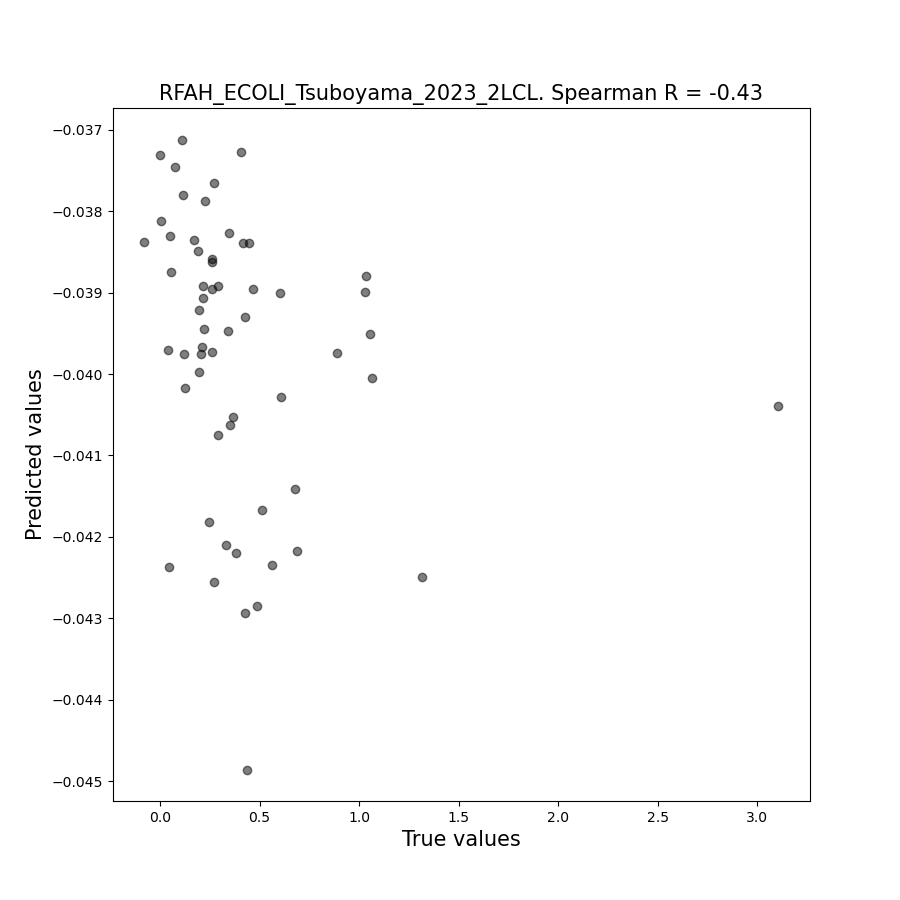 RFAH_ECOLI_Tsuboyama_2023_2LCL. Spearman R = -0.43
Predicted values
−0.037
−0.038
−0.039
−0.040
−0.041
−0.042
−0.043
−0.044
−0.045
0.0 0.5 1.0 1.5 2.0 2.5 3.0
True values